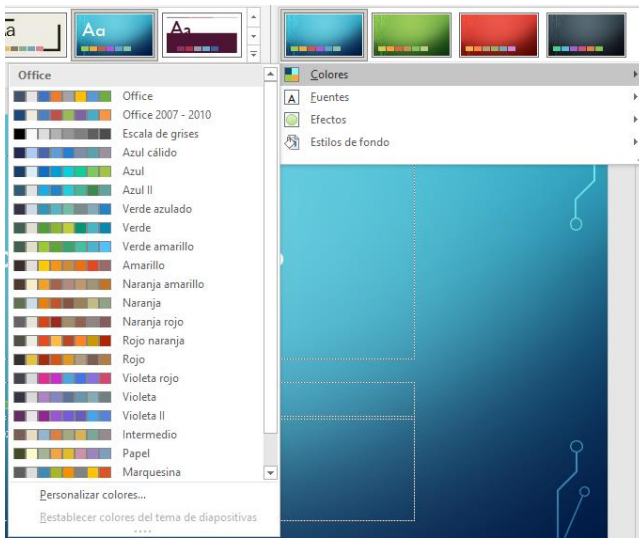 Aa
Aa
Office
Office
Office 2007 - 2010
Escala de grises
Azul cálido
Azul
Azul II
Verde azulado
Verde
Verde amarillo
Amarillo
Naranja amarillo
Naranja
Naranja rojo
Rojo naranja
Rojo
Violeta rojo
Violeta
Violeta II
Intermedio
Papel
Marquesina
Personalizar colores...
Restablecer colores del tema de diapositivas
Colores
A Fuentes
Efectos
Estilos de fondo